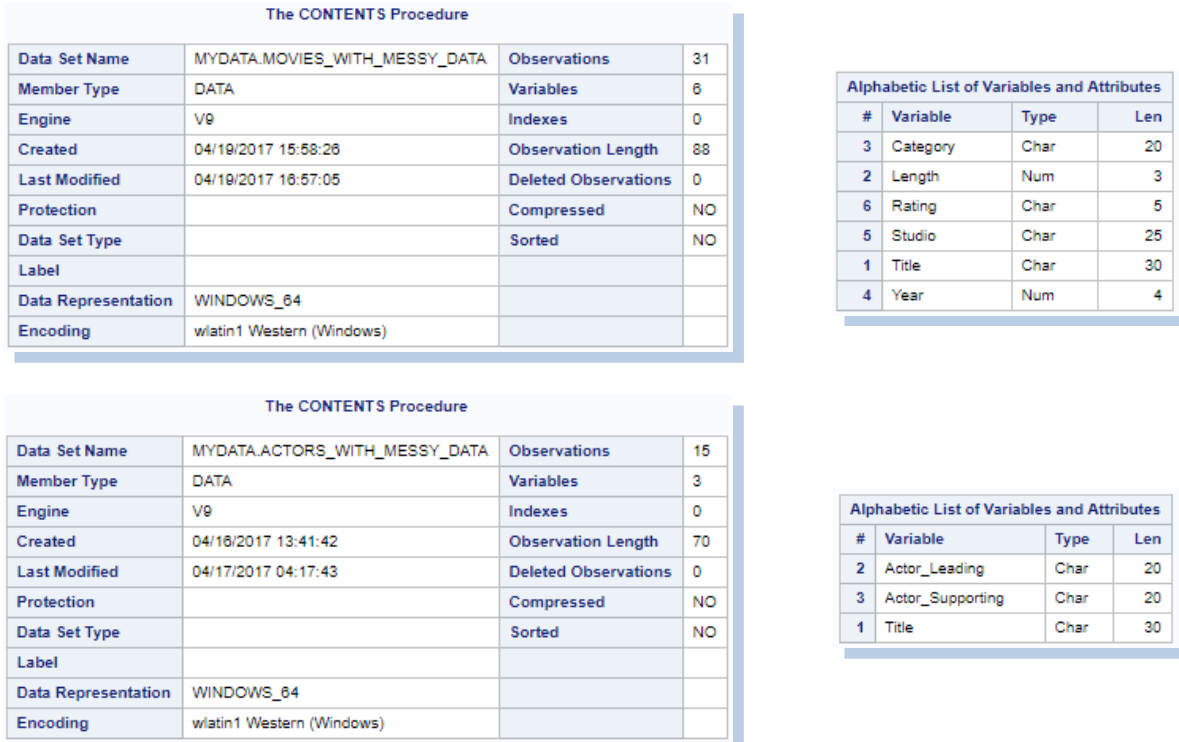 The CONTENTS Procedure
Data Set Name MYDATA.MOVIES_WITH_MESSY_DATA Observations 31
Member Type DATA Variables 6
Engine V9 Indexes 0
Created 04/19/2017 15:58:26 Observation Length 88
Last Modified 04/19/2017 16:57:05 Deleted Observations 0
Protection Compressed NO
Data Set Type Sorted NO
Label
Data Representation WINDOWS_64
Encoding wlatin1 Western (Windows)
Alphabetic List of Variables and Attributes
# Variable Type Len
3 Category Char 20
2 Length Num 3
6 Rating Char 5
5 Studio Char 25
1 Title Char 30
4 Year Num 4
The CONTENTS Procedure
Data Set Name MYDATA.ACTORS_WITH_MESSY_DATA Observations 15
Member Type DATA Variables 3
Engine V9 Indexes 0
Created 04/16/2017 13:41:42 Observation Length 70
Last Modified 04/17/2017 04:17:43 Deleted Observations 0
Protection Compressed NO
Data Set Type Sorted NO
Label
Data Representation WINDOWS_64
Encoding wlatin1 Western (Windows)
Alphabetic List of Variables and Attributes
# Variable Type Len
2 Actor_Leading Char 20
3 Actor_Supporting Char 20
1 Title Char 30